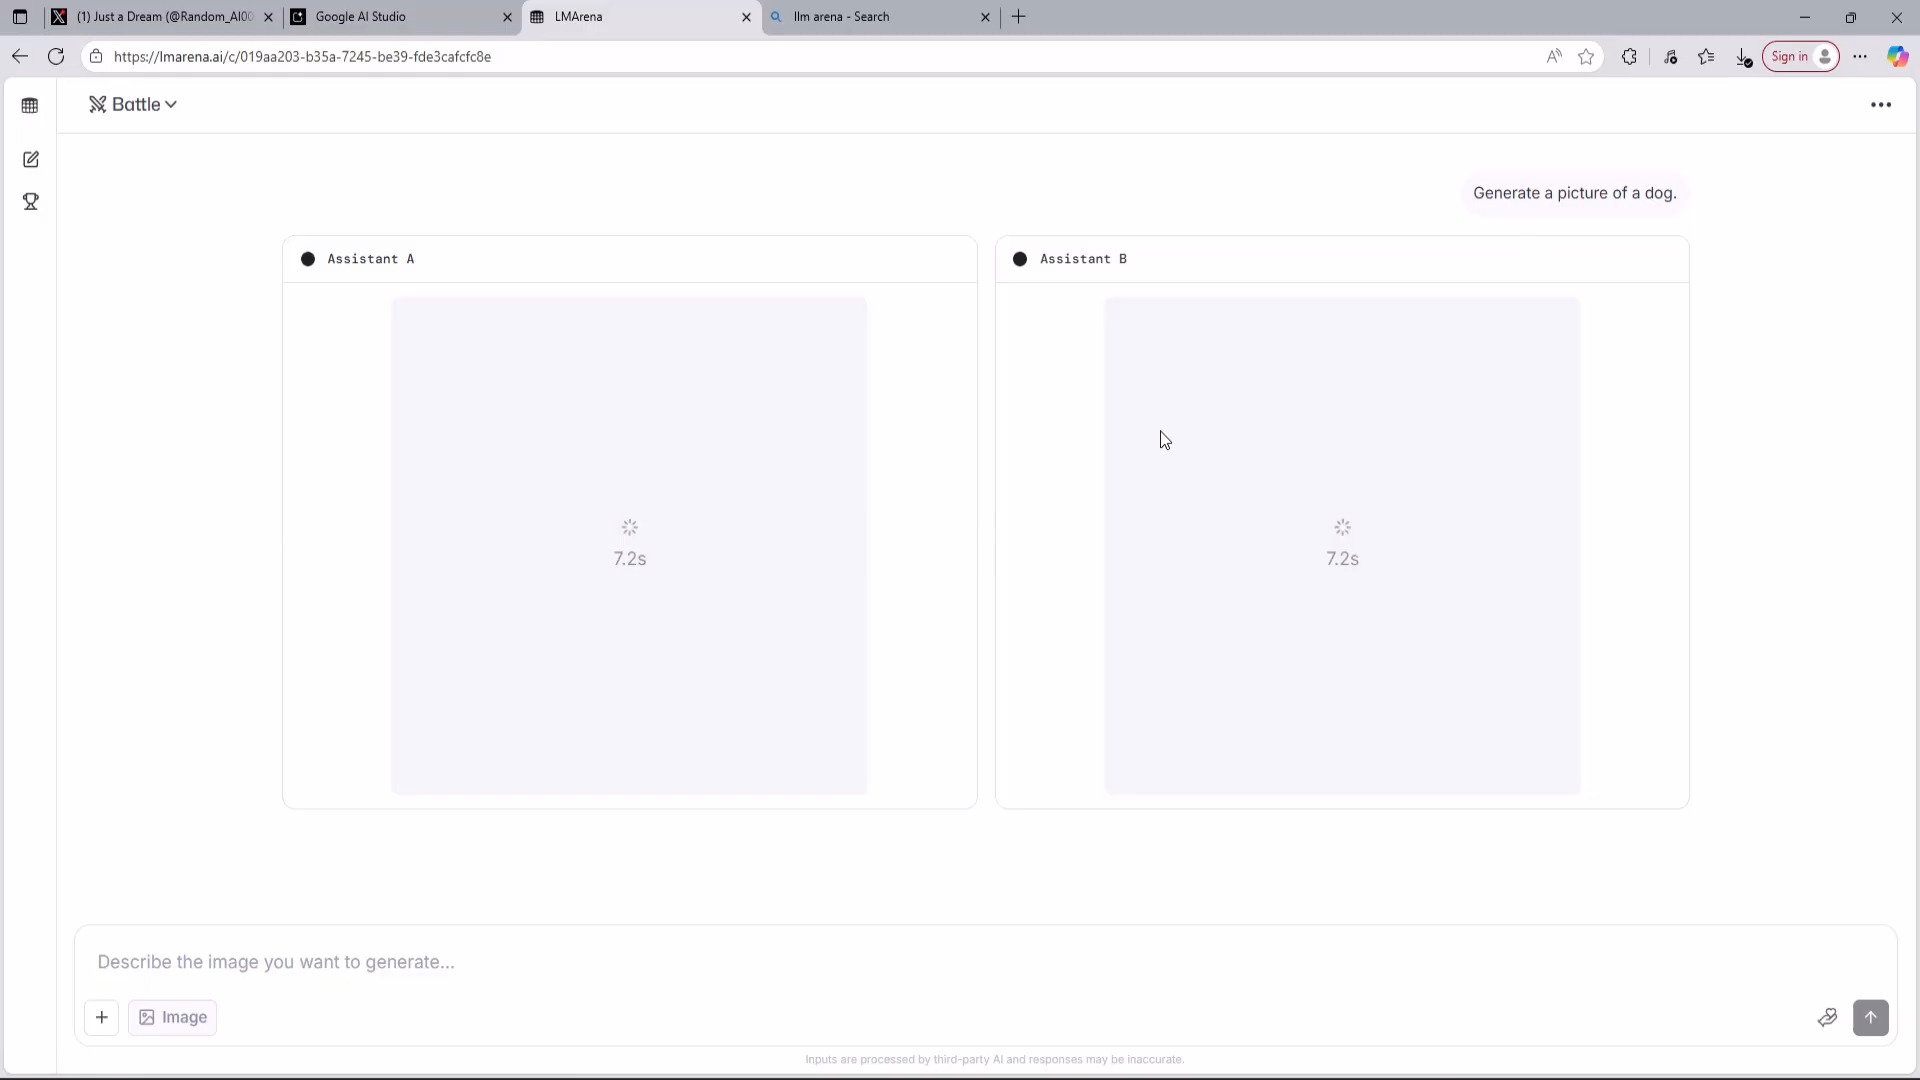 (1) Just a Dream (@Random_AI00
Google AI Studio
LMArena
llm arena - Search
https://lmarena.ai/c/019aa203-b35a-7245-be39-fde3cafcfc8e
Sign in
Battle
Generate a picture of a dog.
Assistant A
Assistant B
7.2s
7.2s
Describe the image you want to generate...
Image
Inputs are processed by third-party AI and responses may be inaccurate.